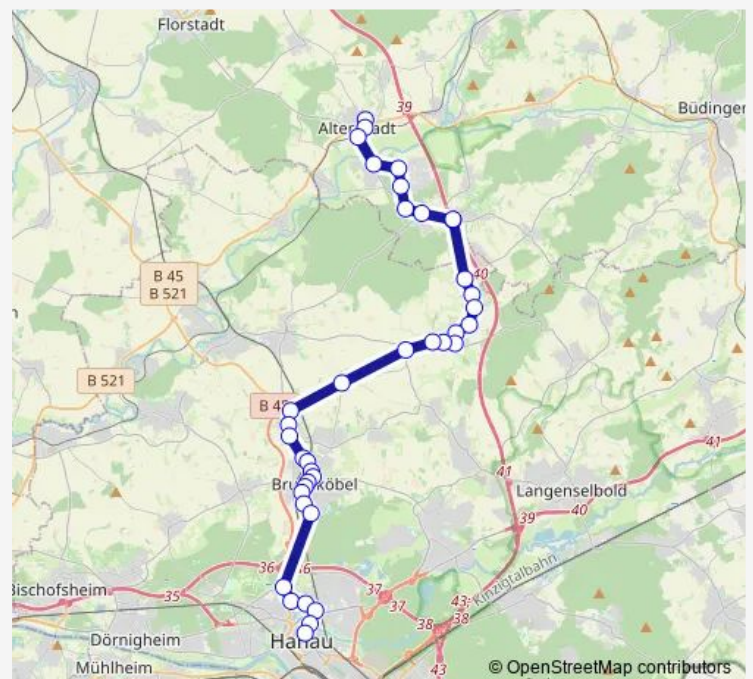 Florstadt
39
Büdingen
Altenstadt
B 45
B 521
40
B 521
B 45
41
41
Bruchköbel
Langenselbold
39
40
36
36
Bischofsheim
35
37
37
43
38
38
Kinzigtalbahn
Dörnigheim
Hanau
Mühlheim
43
© OpenStreetMap contributors